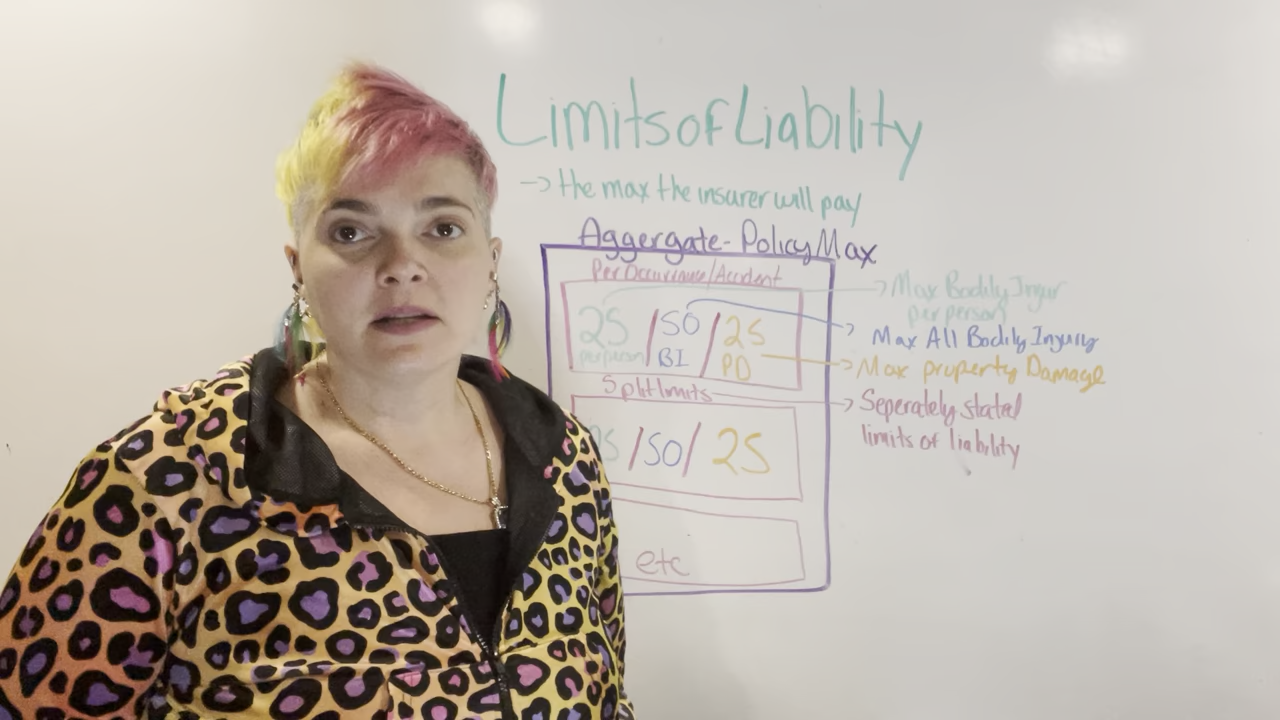 Limits of Liability
-> the max the insurer will pay
Aggergate - Policy Max
Per Occurrance/Accident
25 / 50 / 25
per person BI PD
-> Max Bodily Injur
per person
-> Max All Bodily Injury
-> Max property Damage
Split limits
-> Seperately stated
limits of liability
25 / 50 / 25
etc